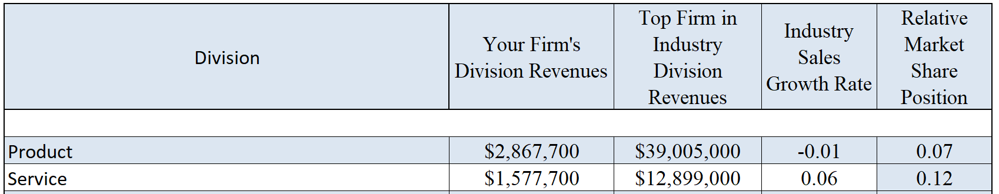 Division
Your Firm's
Division Revenues
Top Firm in
Industry
Division
Revenues
Industry
Sales
Growth Rate
Relative
Market
Share
Position
Product $2,867,700 $39,005,000 -0.01 0.07
Service $1,577,700 $12,899,000 0.06 0.12